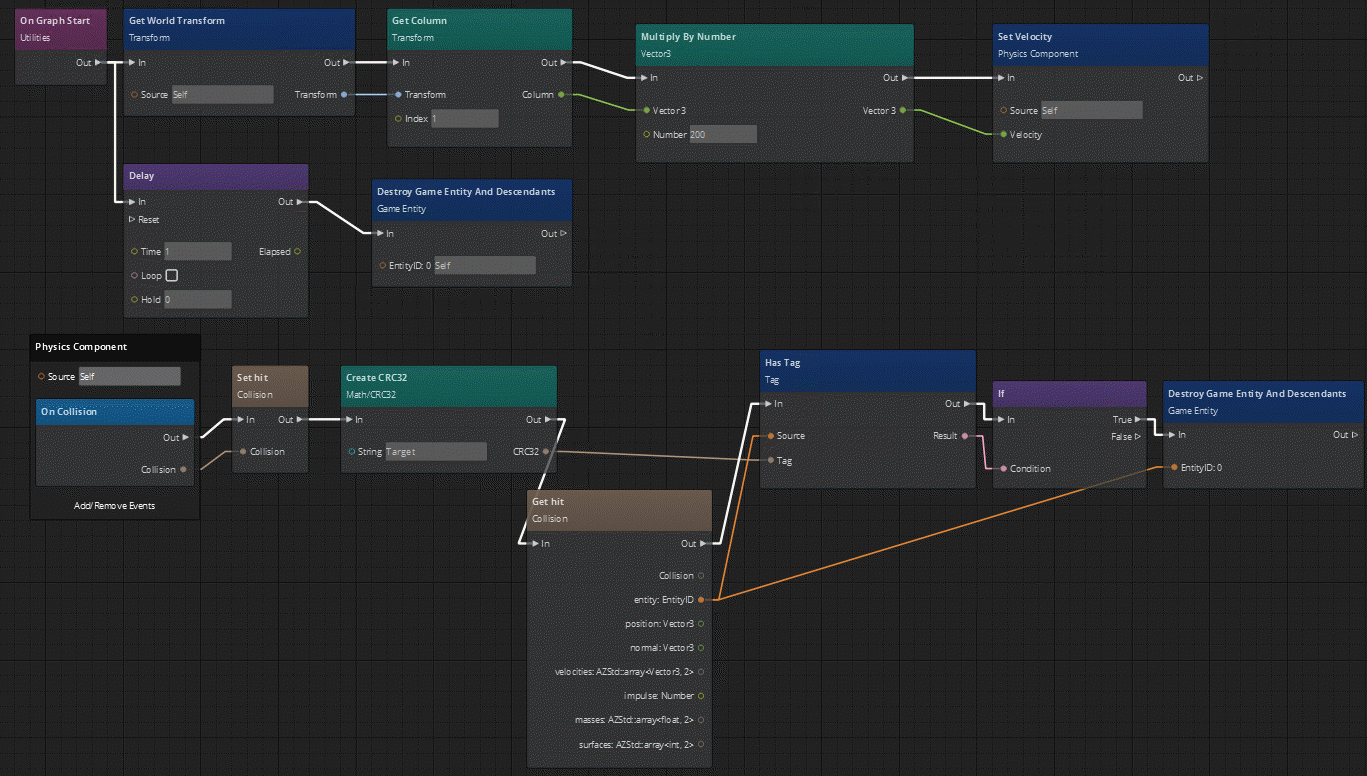 On Graph Start
Utilities
Out
Get World Transform
Transform
In Out
Source Self Transform
Get Column
Transform
In Out
Transform Column
Index 1
Multiply By Number
Vector3
In Out
Vector 3 Vector 3
Number 200
Set Velocity
Physics Component
In Out
Source Self
Velocity
Delay
In Out
Reset
Time 1 Elapsed
Loop
Hold 0
Destroy Game Entity And Descendants
Game Entity
In Out
EntityID: 0 Self
Physics Component
Source Self
On Collision
Out
Collision
Add/Remove Events
Set hit
Collision
In Out
Collision
Create CRC32
Math/CRC32
In Out
String Target CRC32
Get hit
Collision
In Out
Collision
entity: EntityID
position: Vector3
normal: Vector3
velocities: AZStd::array<Vector3, 2>
impulse: Number
masses: AZStd::array<float, 2>
surfaces: AZStd::array<int, 2>
Has Tag
Tag
In Out
Source Result
Tag
If
In True
False
Condition
Destroy Game Entity And Descendants
Game Entity
In Out
EntityID: 0